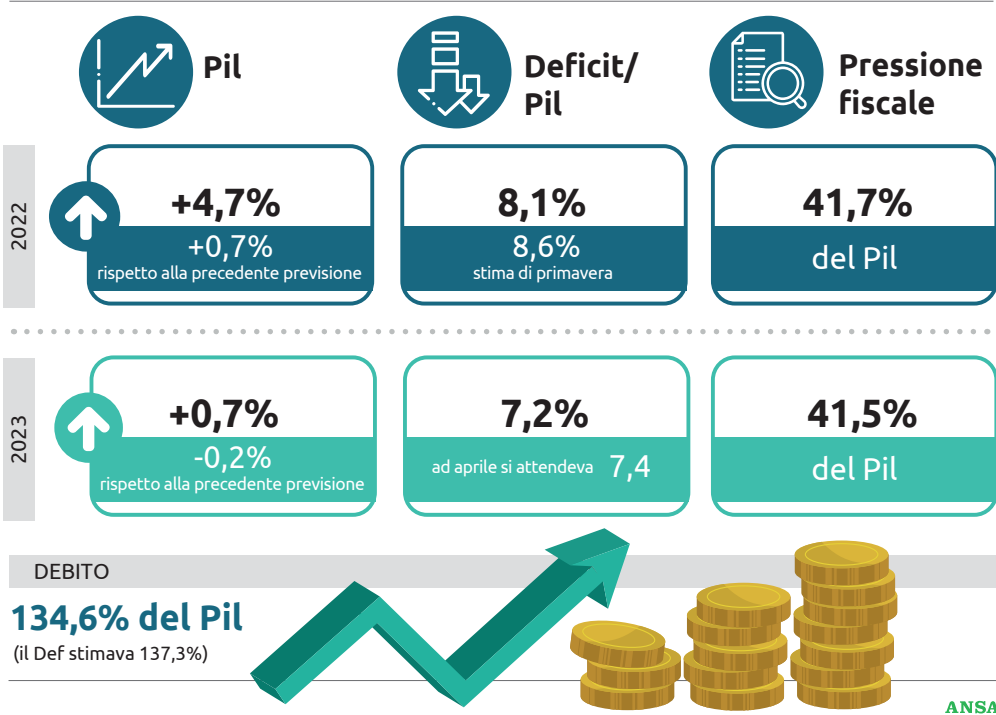 Pil
Deficit/
Pil
Pressione
fiscale
2022
+4,7%
+0,7%
rispetto alla precedente previsione
8,1%
8,6%
stima di primavera
41,7%
del Pil
2023
+0,7%
-0,2%
rispetto alla precedente previsione
7,2%
ad aprile si attendeva 7,4
41,5%
del Pil
DEBITO
134,6% del Pil
(il Def stimava 137,3%)
ANSA